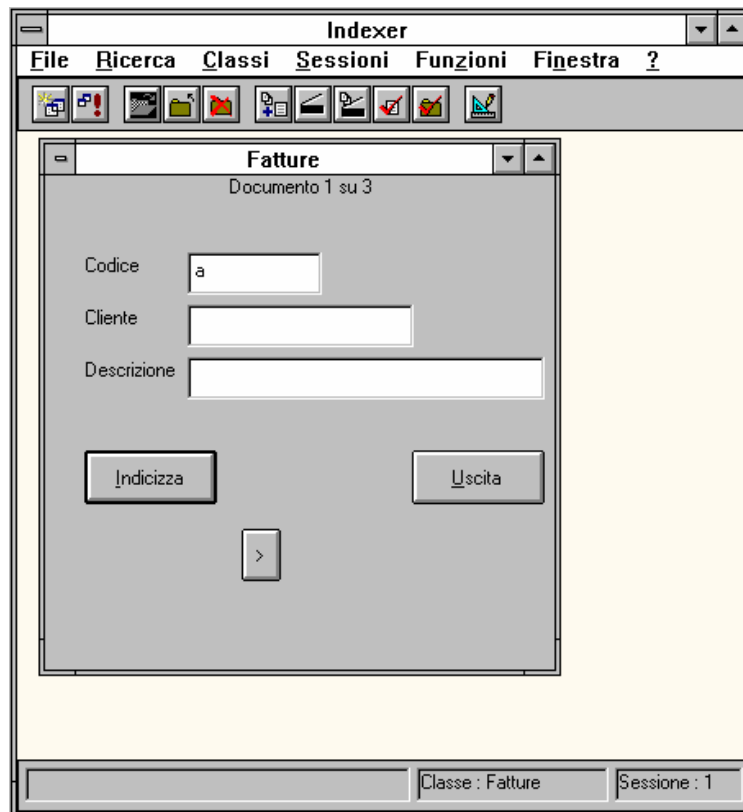 Indexer
File Ricerca Classi Sessioni Funzioni Finestra ?
Fatture
Documento 1 su 3
Codice a
Cliente
Descrizione
Indicizza Uscita
>
Classe : Fatture Sessione : 1